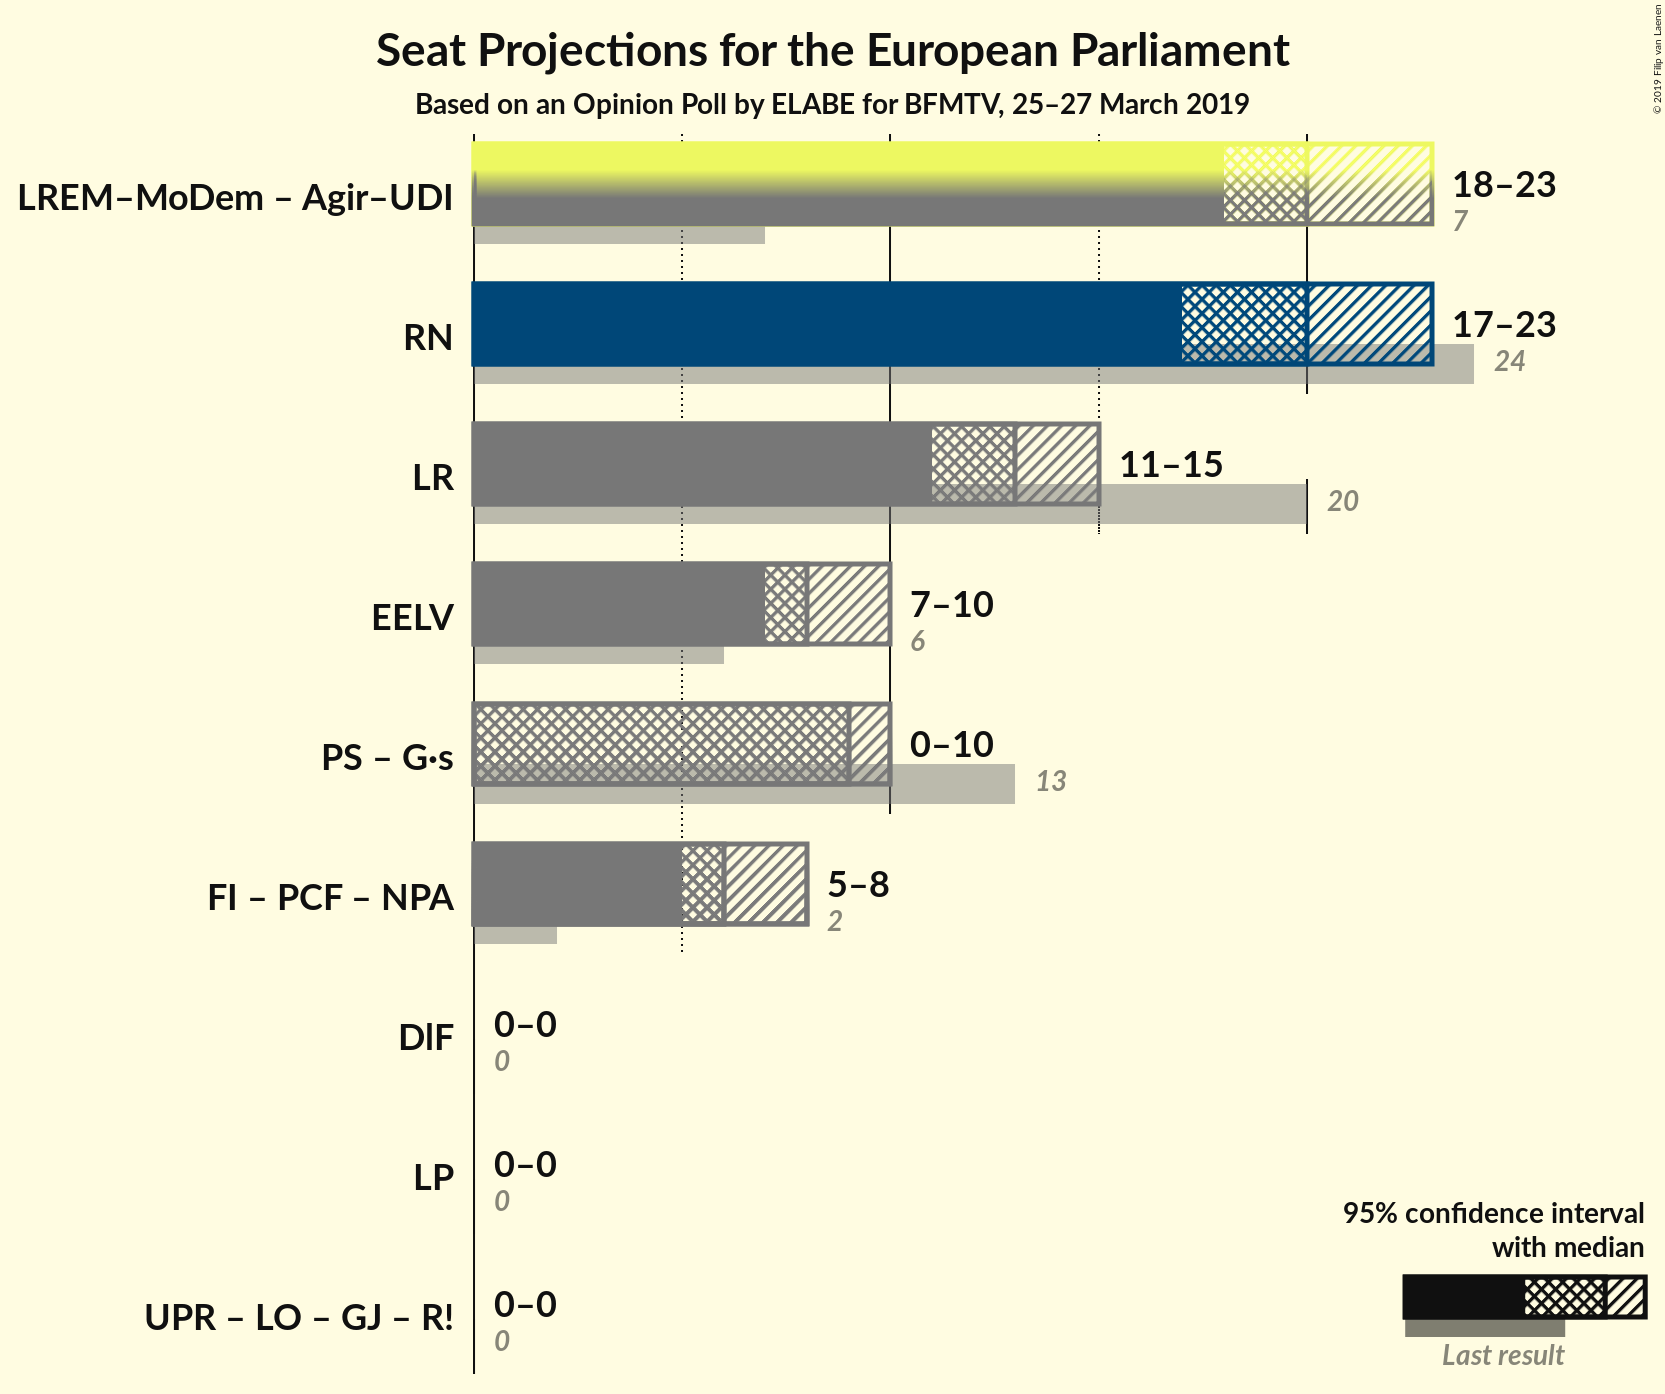 Seat Projections for the European Parliament
Based on an Opinion Poll by ELABE for BFMTV, 25–27 March 2019
© 2019 Filip van Laenen
LREM–MoDem – Agir–UDI
18–23
7
RN
17–23
24
LR
11–15
20
EELV
7–10
6
PS – G·s
0–10
13
FI – PCF – NPA
5–8
2
DlF
0–0
0
LP
0–0
0
UPR – LO – GJ – R!
0–0
0
95% confidence interval
with median
Last result